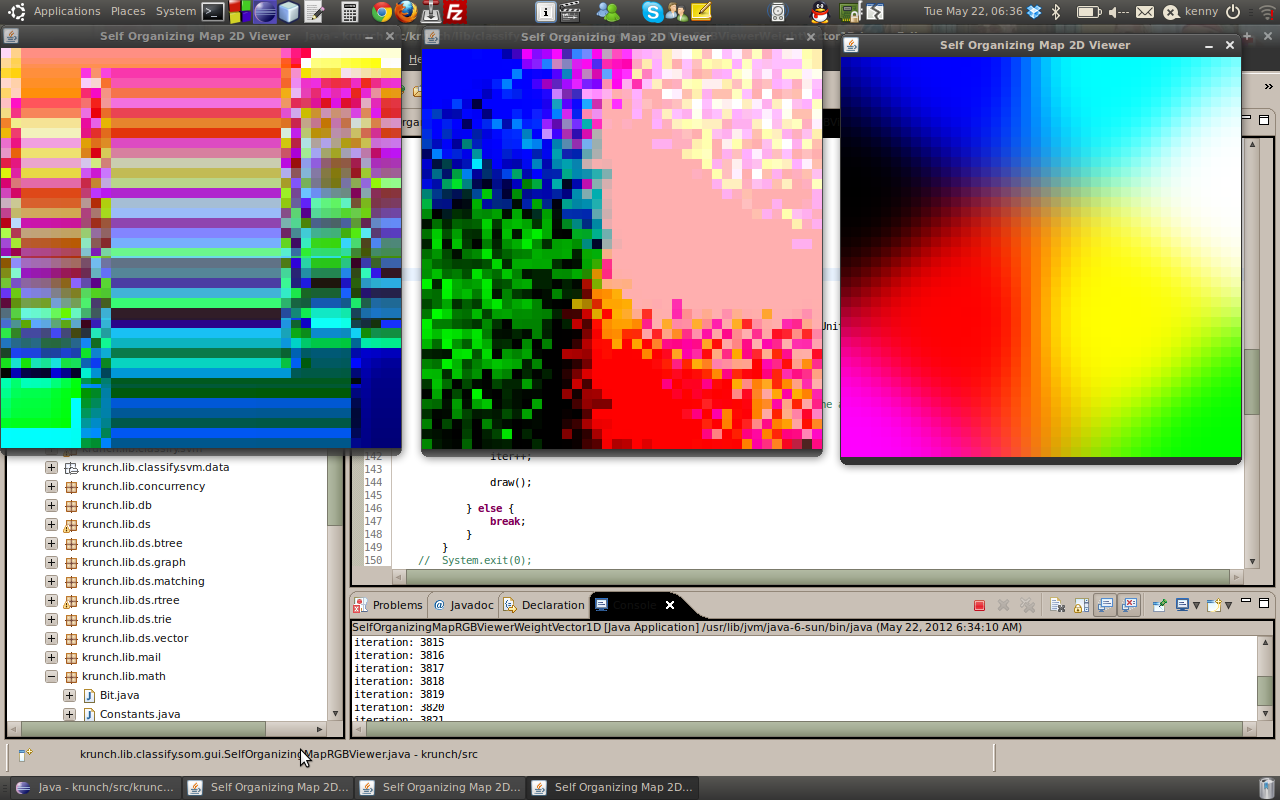 Applications Places System
Tue May 22, 06:36 kenny
Self Organizing Map 2D Viewer
Self Organizing Map 2D Viewer
Self Organizing Map 2D Viewer
He
142 iter++;
143
144 draw();
145
146 } else {
147 break;
148 }
149 }
150 // System.exit(0);
krunch.lib.classify.svm.data
krunch.lib.concurrency
krunch.lib.db
krunch.lib.ds
krunch.lib.ds.btree
krunch.lib.ds.graph
krunch.lib.ds.matching
krunch.lib.ds.rtree
krunch.lib.ds.trie
krunch.lib.ds.vector
krunch.lib.mail
krunch.lib.math
Bit.java
Constants.java
Problems Javadoc Declaration Console
SelfOrganizingMapRGBViewerWeightVector1D [Java Application] /usr/lib/jvm/java-6-sun/bin/java (May 22, 2012 6:34:10 AM)
iteration: 3815
iteration: 3816
iteration: 3817
iteration: 3818
iteration: 3819
iteration: 3820
iteration: 3821
krunch.lib.classify.som.gui.SelfOrganizingMapRGBViewer.java - krunch/src
Java - krunch/src/krunc... Self Organizing Map 2D... Self Organizing Map 2D... Self Organizing Map 2D...